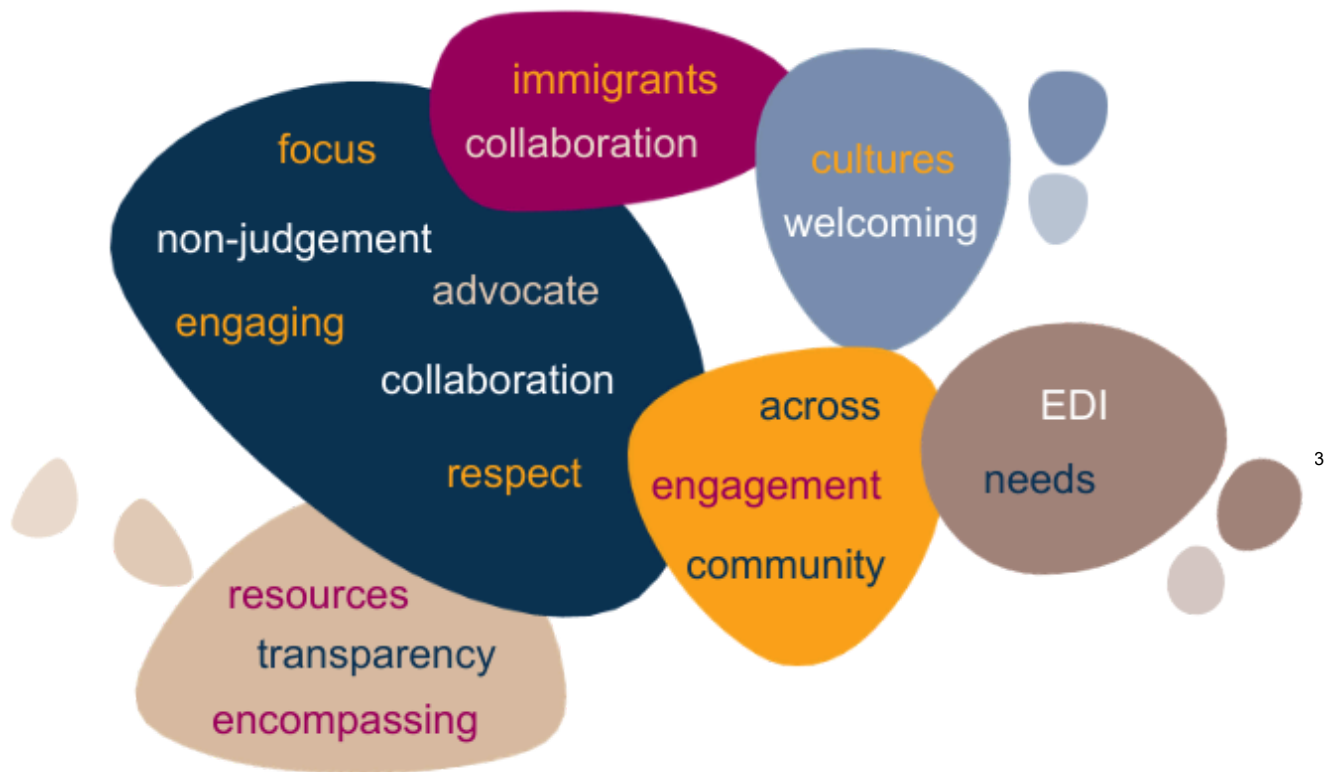 immigrants
collaboration
focus
non-judgement
advocate
engaging
collaboration
respect
cultures
welcoming
across
engagement
community
EDI
needs
resources
transparency
encompassing
3